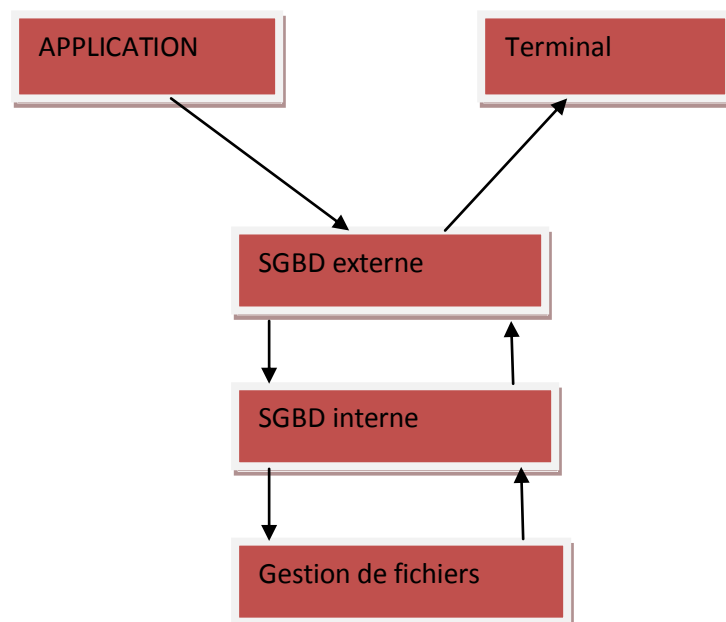 APPLICATION
Terminal
SGBD externe
SGBD interne
Gestion de fichiers